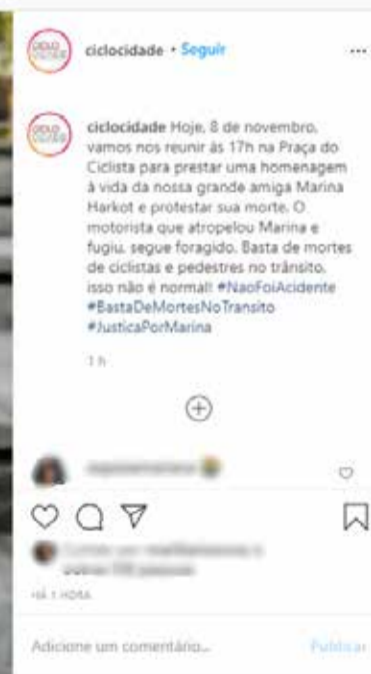 ciclocidade • Seguir
ciclocidade Hoje, 8 de novembro,
vamos nos reunir às 17h na Praça do
Ciclista para prestar uma homenagem
à vida da nossa grande amiga Marina
Harkot e protestar sua morte. O
motorista que atropelou Marina e
fugiu, segue foragido. Basta de mortes
de ciclistas e pedestres no trânsito,
isso não é normal! #NaoFoiAcidente
#BastaDeMortesNoTransito
#JusticaPorMarina
1 h
HÁ 1 HORA
Adicione um comentário...
Publicar